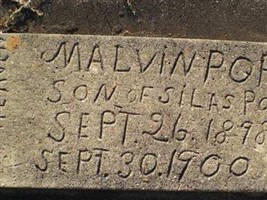 MALVIN POP
SON OF SILAS PO
SEPT. 26. 1898
SEPT. 30. 1900